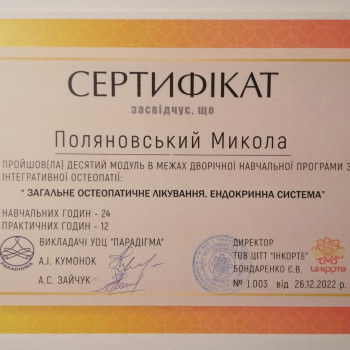 СЕРТИФІКАТ
засвідчує, що
Поляновський Микола
ПРОЙШОВ(ЛА) ДЕСЯТИЙ МОДУЛЬ В МЕЖАХ ДВОРІЧНОЇ НАВЧАЛЬНОЇ ПРОГРАМИ З
ІНТЕГРАТИВНОЇ ОСТЕОПАТІЇ:
" ЗАГАЛЬНЕ ОСТЕОПАТИЧНЕ ЛІКУВАННЯ. ЕНДОКРИННА СИСТЕМА"
НАВЧАЛЬНИХ ГОДИН - 24
ПРАКТИЧНИХ ГОДИН - 12
ВИКЛАДАЧІ УОЦ "ПАРАДІГМА"
А.І. КУМОНОК
А.С. ЗАЙЧУК
PARADIGMA
ДИРЕКТОР
ТОВ ЦІТТ "ІНКОРТЕ"
БОНДАРЕНКО Є.В.
№ J.003 від 26.12.2022 р.
інкорте